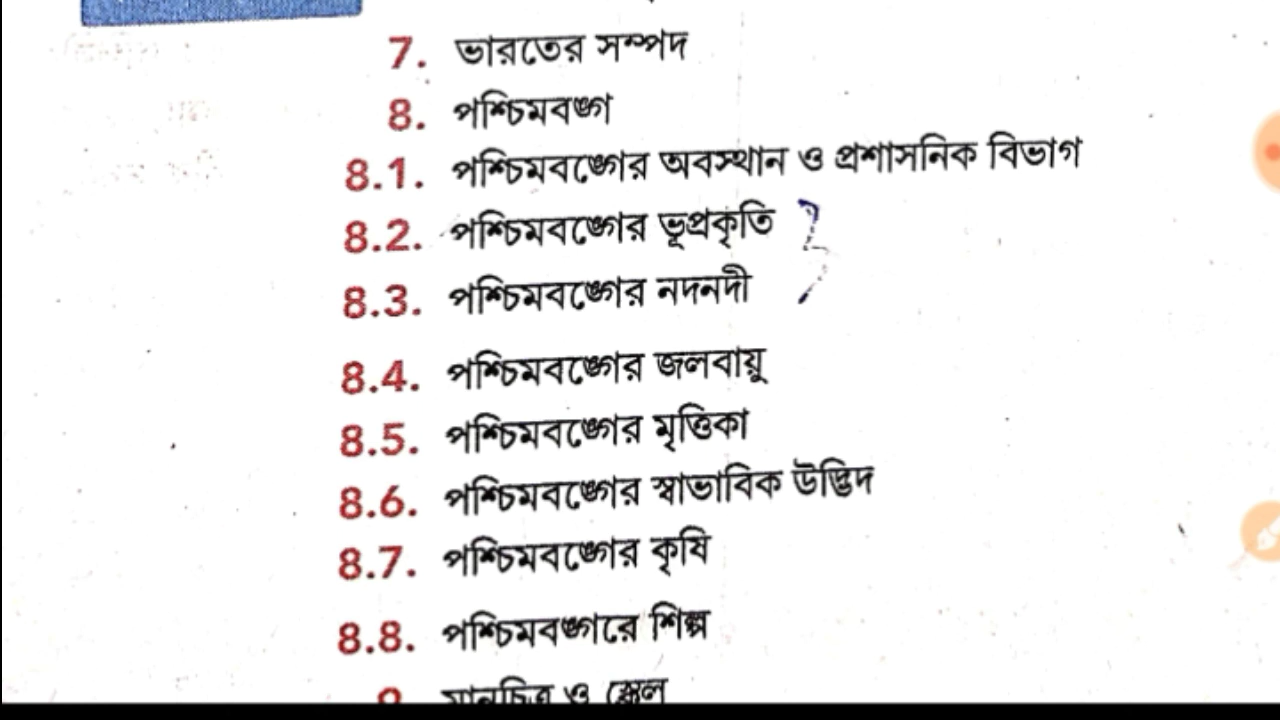 7. ভারতের সম্পদ
8. পশ্চিমবঙ্গ
8.1. পশ্চিমবঙ্গের অবস্থান ও প্রশাসনিক বিভাগ
8.2. পশ্চিমবঙ্গের ভূপ্রকৃতি
8.3. পশ্চিমবঙ্গের নদনদী
8.4. পশ্চিমবঙ্গের জলবায়ু
8.5. পশ্চিমবঙ্গের মৃত্তিকা
8.6. পশ্চিমবঙ্গের স্বাভাবিক উদ্ভিদ
8.7. পশ্চিমবঙ্গের কৃষি
8.8. পশ্চিমবঙ্গারে শিল্প
9 মানচিত্র ও স্কেল